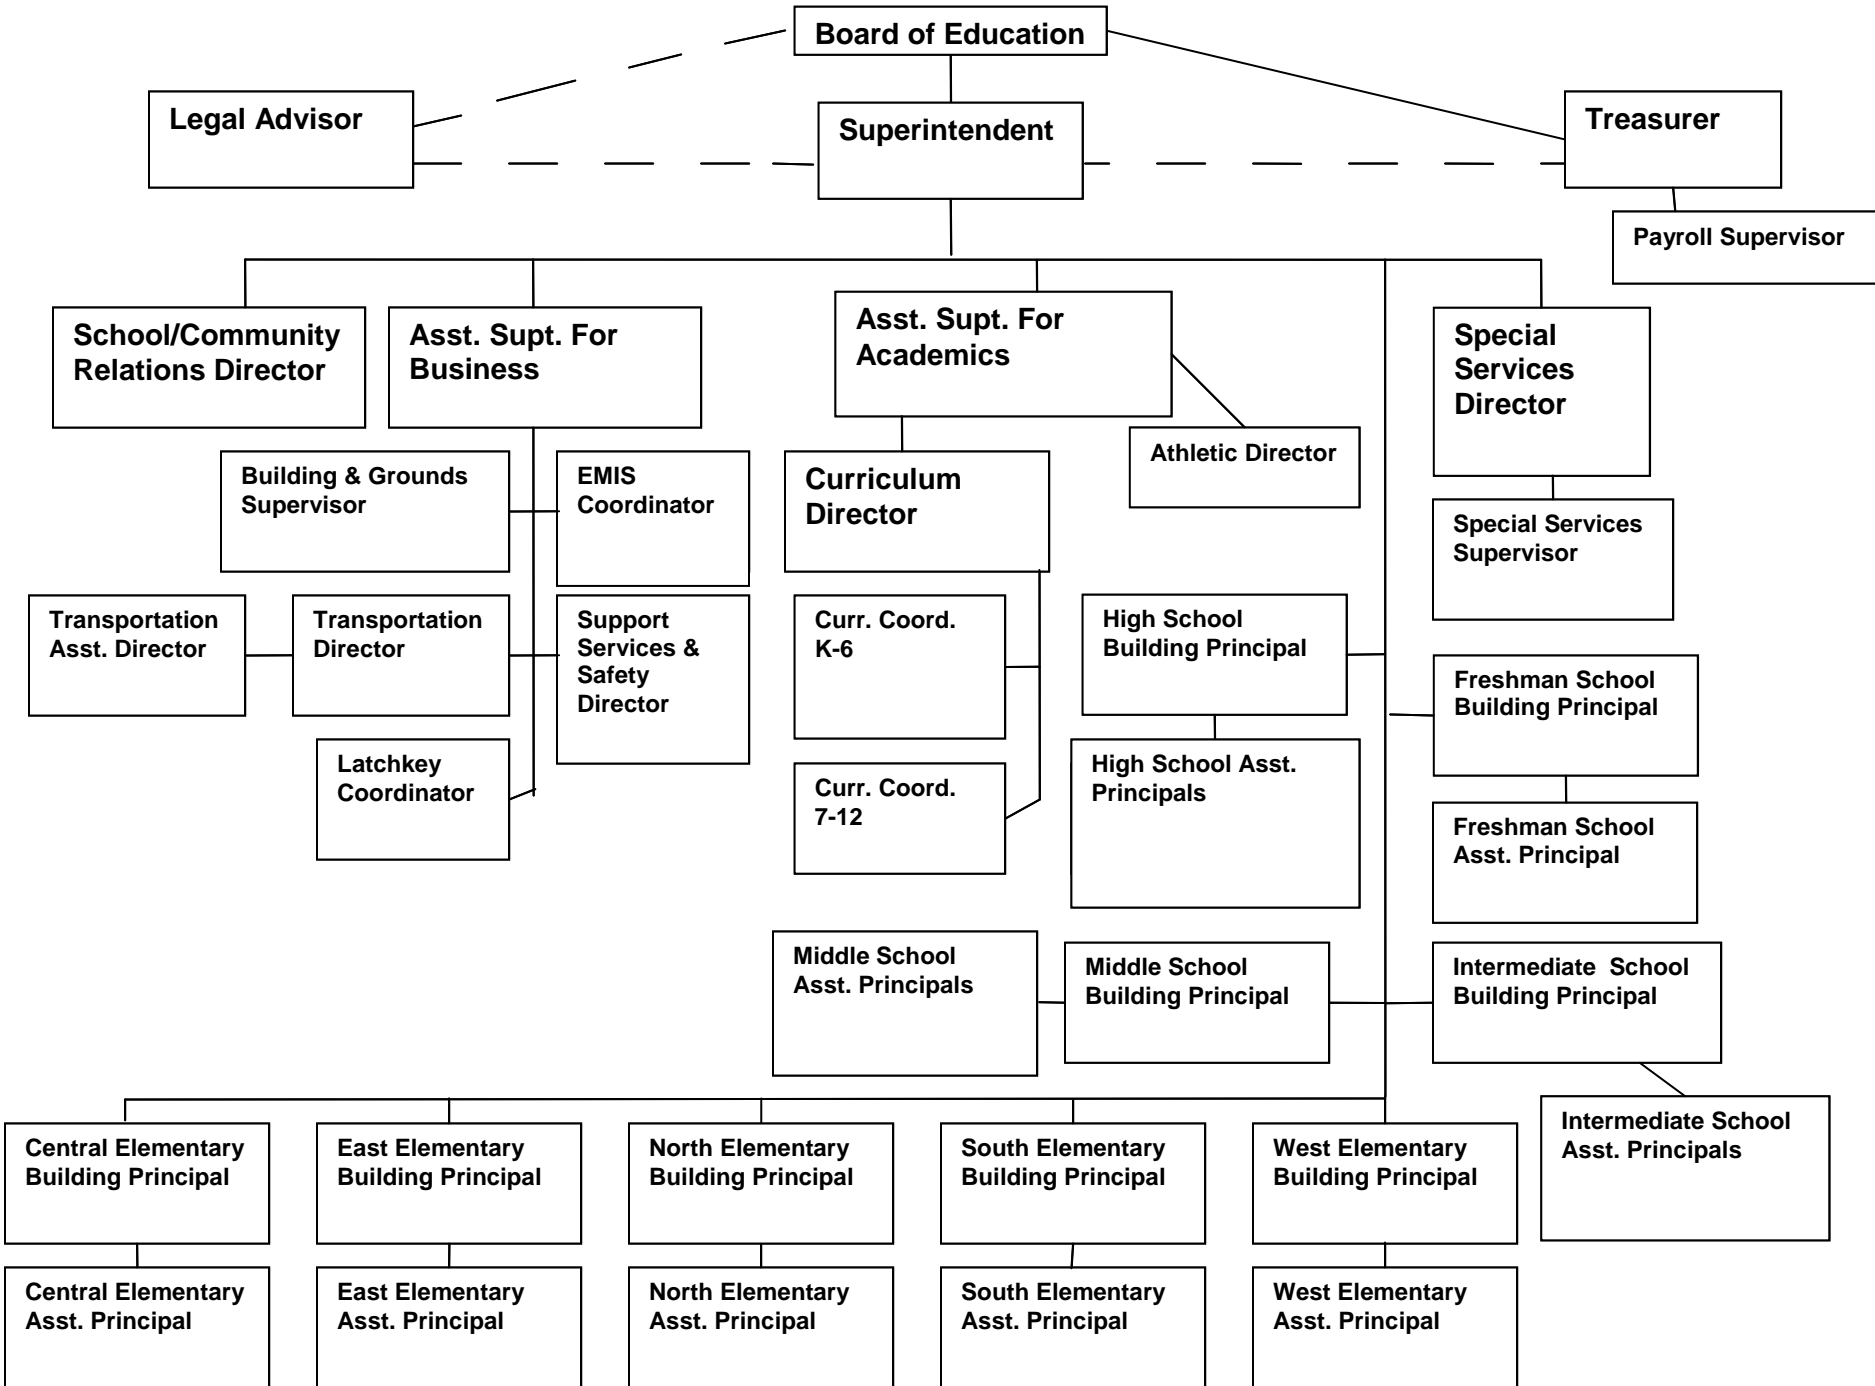 Board of Education
Legal Advisor
Superintendent
Treasurer
Payroll Supervisor
School/Community
Relations Director
Asst. Supt. For
Business
Asst. Supt. For
Academics
Special
Services
Director
Athletic Director
Building & Grounds
Supervisor
EMIS
Coordinator
Curriculum
Director
Special Services
Supervisor
Transportation
Asst. Director
Transportation
Director
Support
Services &
Safety
Director
Curr. Coord.
K-6
High School
Building Principal
Freshman School
Building Principal
Latchkey
Coordinator
Curr. Coord.
7-12
High School Asst.
Principals
Freshman School
Asst. Principal
Middle School
Asst. Principals
Middle School
Building Principal
Intermediate  School
Building Principal
Intermediate School
Asst. Principals
Central Elementary
Building Principal
East Elementary
Building Principal
North Elementary
Building Principal
South Elementary
Building Principal
West Elementary
Building Principal
Central Elementary
Asst. Principal
East Elementary
Asst. Principal
North Elementary
Asst. Principal
South Elementary
Asst. Principal
West Elementary
Asst. Principal